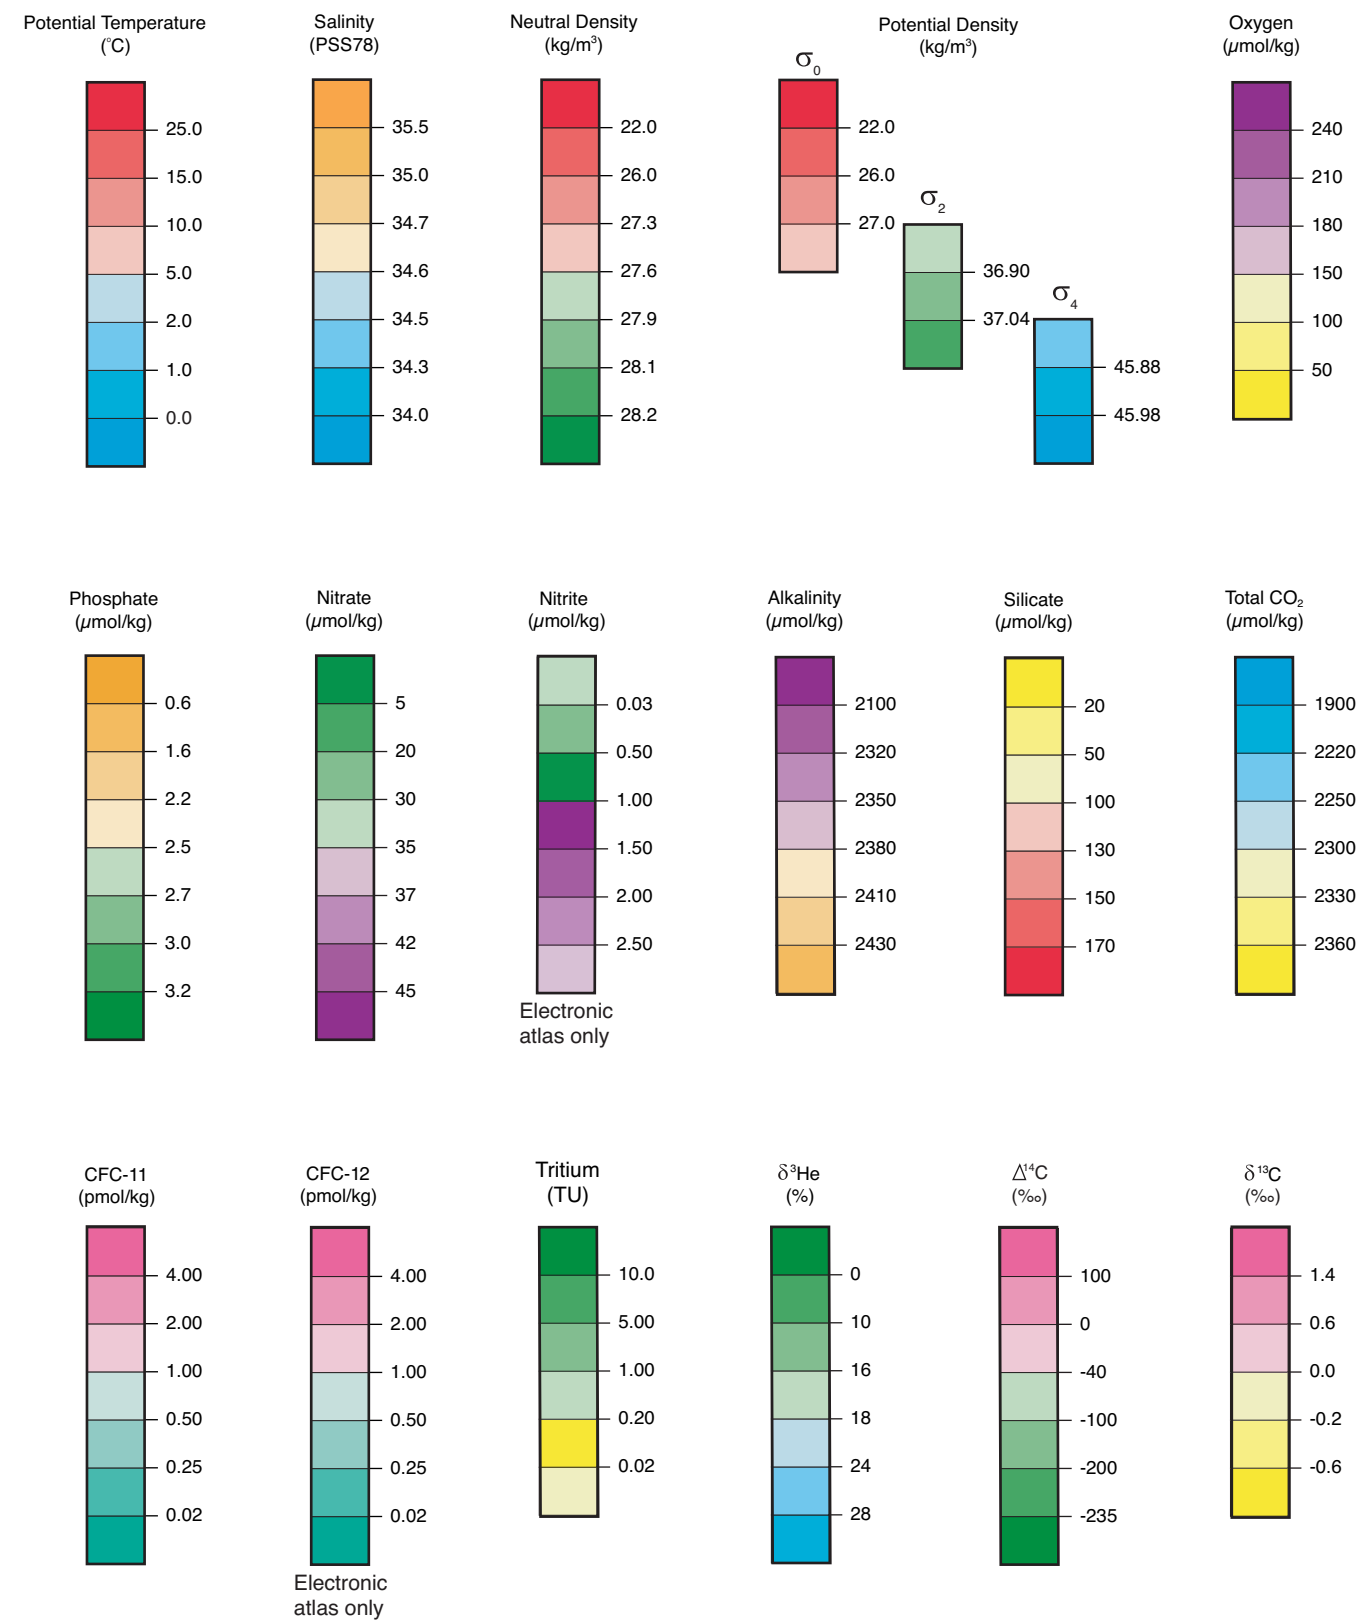 Potential Temperature
(°C)
25.0
15.0
10.0
5.0
2.0
1.0
0.0
Salinity
(PSS78)
35.5
35.0
34.7
34.6
34.5
34.3
34.0
Neutral Density
(kg/m³)
22.0
26.0
27.3
27.6
27.9
28.1
28.2
Potential Density
(kg/m³)
σ₀
22.0
26.0
27.0
σ₂
36.90
37.04
σ₄
45.88
45.98
Oxygen
(µmol/kg)
240
210
180
150
100
50
Phosphate
(µmol/kg)
0.6
1.6
2.2
2.5
2.7
3.0
3.2
Nitrate
(µmol/kg)
5
20
30
35
37
42
45
Nitrite
(µmol/kg)
0.03
0.50
1.00
1.50
2.00
2.50
Electronic
atlas only
Alkalinity
(µmol/kg)
2100
2320
2350
2380
2410
2430
Silicate
(µmol/kg)
20
50
100
130
150
170
Total CO₂
(µmol/kg)
1900
2220
2250
2300
2330
2360
CFC-11
(pmol/kg)
4.00
2.00
1.00
0.50
0.25
0.02
CFC-12
(pmol/kg)
4.00
2.00
1.00
0.50
0.25
0.02
Electronic
atlas only
Tritium
(TU)
10.0
5.00
1.00
0.20
0.02
δ³He
(%)
0
10
16
18
24
28
Δ¹⁴C
(‰)
100
0
-40
-100
-200
-235
δ¹³C
(‰)
1.4
0.6
0.0
-0.2
-0.6